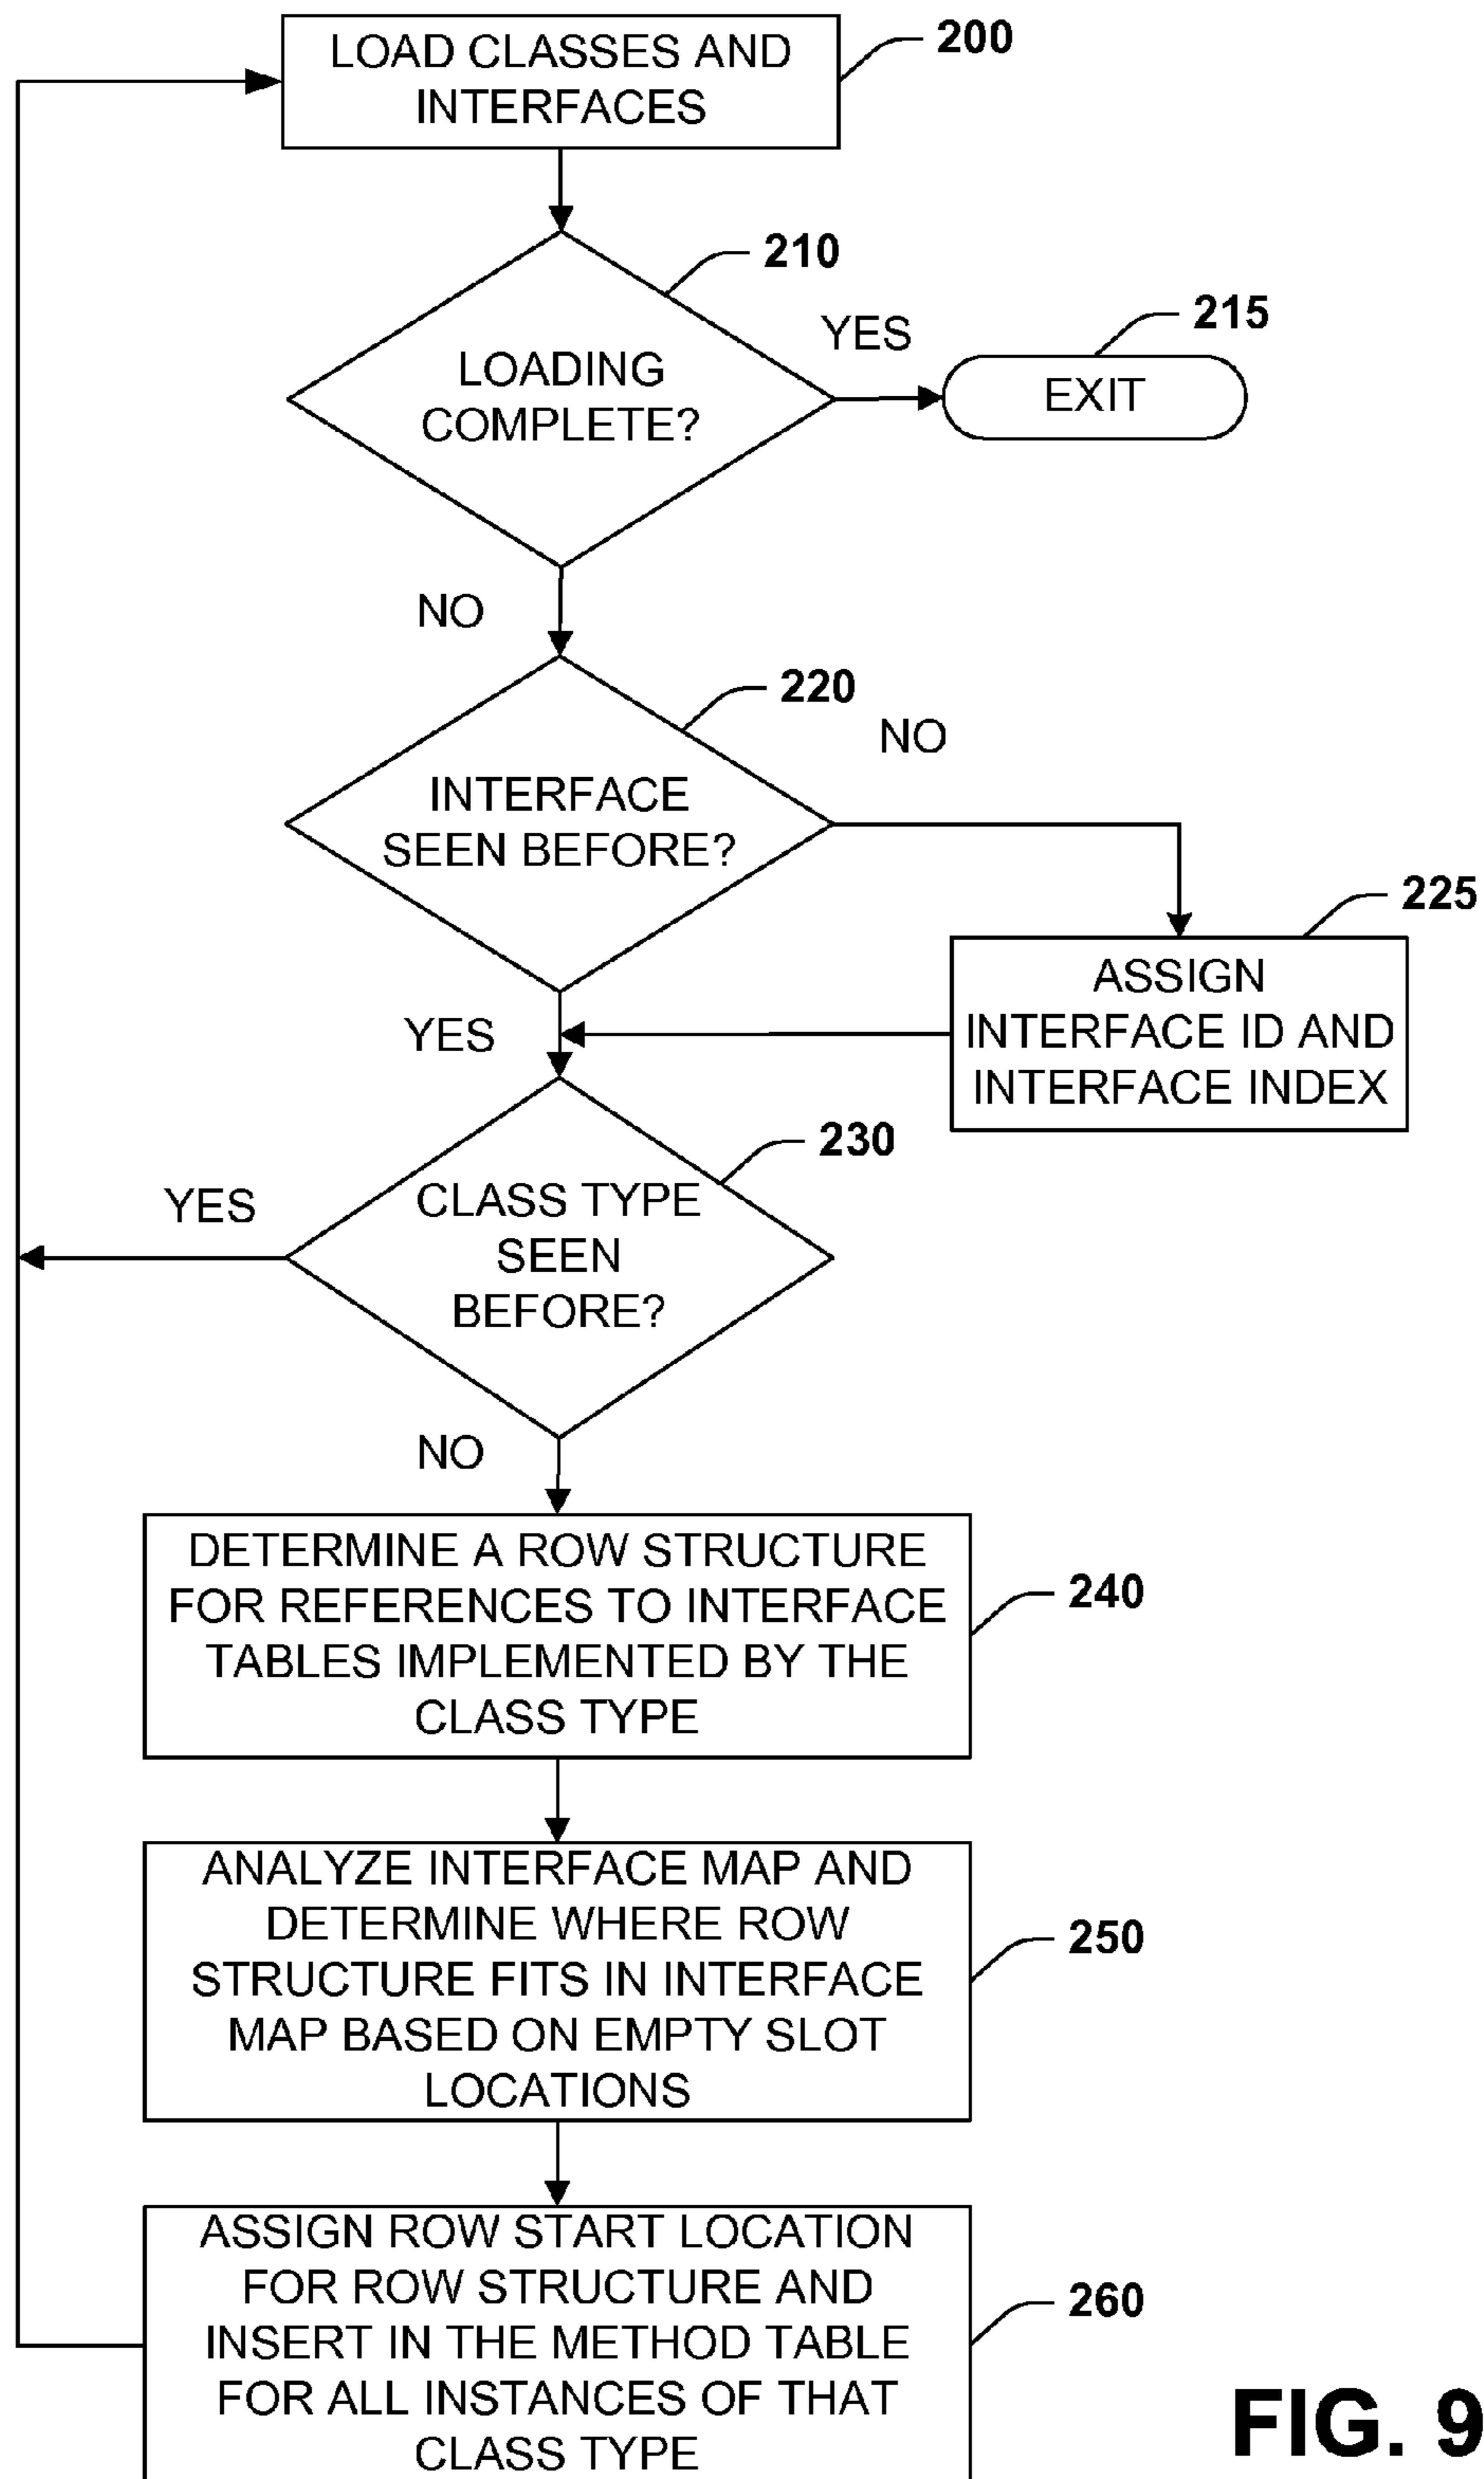 LOAD CLASSES AND
INTERFACES
200
210
LOADING
COMPLETE?
YES
215
EXIT
NO
220
INTERFACE
SEEN BEFORE?
NO
225
ASSIGN
INTERFACE ID AND
INTERFACE INDEX
YES
230
CLASS TYPE
SEEN
BEFORE?
YES
NO
DETERMINE A ROW STRUCTURE
FOR REFERENCES TO INTERFACE
TABLES IMPLEMENTED BY THE
CLASS TYPE
240
ANALYZE INTERFACE MAP AND
DETERMINE WHERE ROW
STRUCTURE FITS IN INTERFACE
MAP BASED ON EMPTY SLOT
LOCATIONS
250
ASSIGN ROW START LOCATION
FOR ROW STRUCTURE AND
INSERT IN THE METHOD TABLE
FOR ALL INSTANCES OF THAT
CLASS TYPE
260
FIG. 9